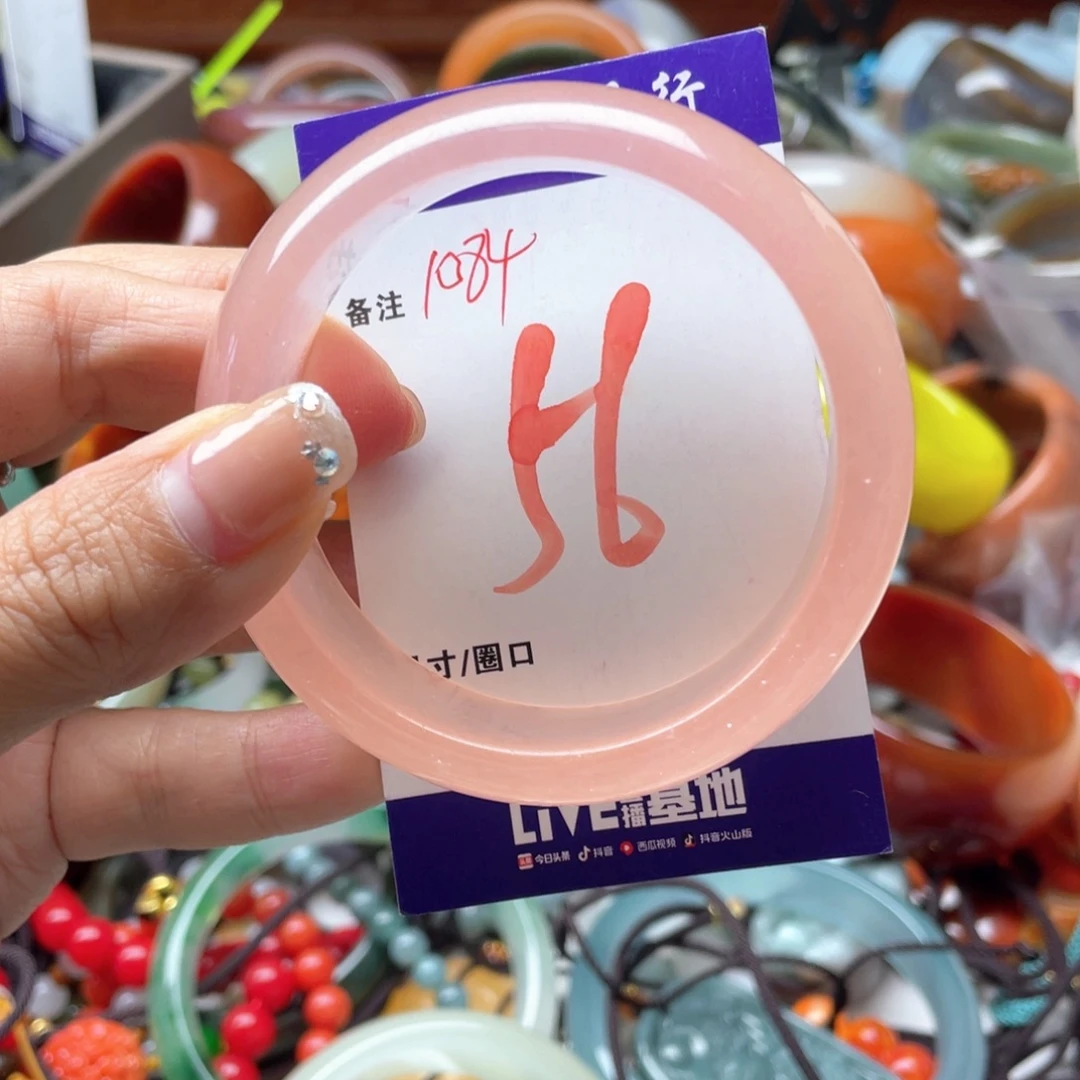 行
备注 1084
56
寸/圈口
LIVE播基地
今日头条 抖音 西瓜视频 抖音火山版